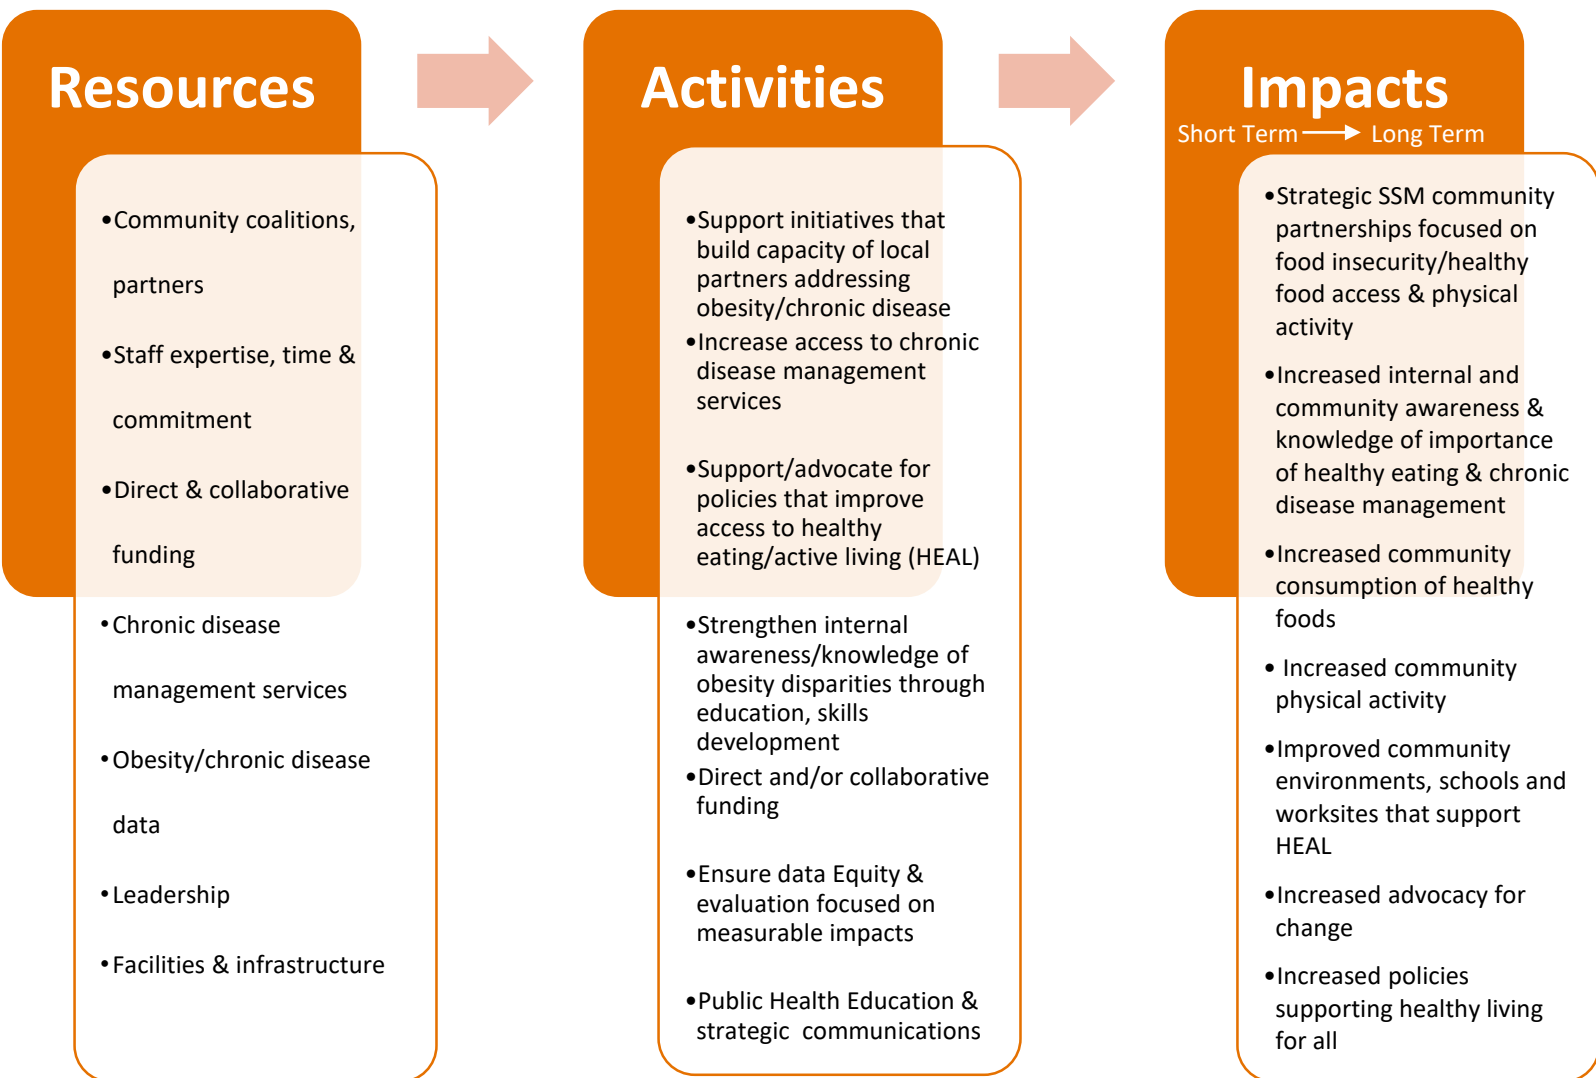 Resources
•Community coalitions,
partners
•Staff expertise, time &
commitment
•Direct & collaborative
funding
•Chronic disease
management services
•Obesity/chronic disease
data
•Leadership
•Facilities & infrastructure
Activities
•Support initiatives that
build capacity of local
partners addressing
obesity/chronic disease
•Increase access to chronic
disease management
services
•Support/advocate for
policies that improve
access to healthy
eating/active living (HEAL)
•Strengthen internal
awareness/knowledge of
obesity disparities through
education, skills
development
•Direct and/or collaborative
funding
•Ensure data Equity &
evaluation focused on
measurable impacts
•Public Health Education &
strategic communications
Impacts
Short Term → Long Term
•Strategic SSM community
partnerships focused on
food insecurity/healthy
food access & physical
activity
•Increased internal and
community awareness &
knowledge of importance
of healthy eating & chronic
disease management
•Increased community
consumption of healthy
foods
• Increased community
physical activity
•Improved community
environments, schools and
worksites that support
HEAL
•Increased advocacy for
change
•Increased policies
supporting healthy living
for all